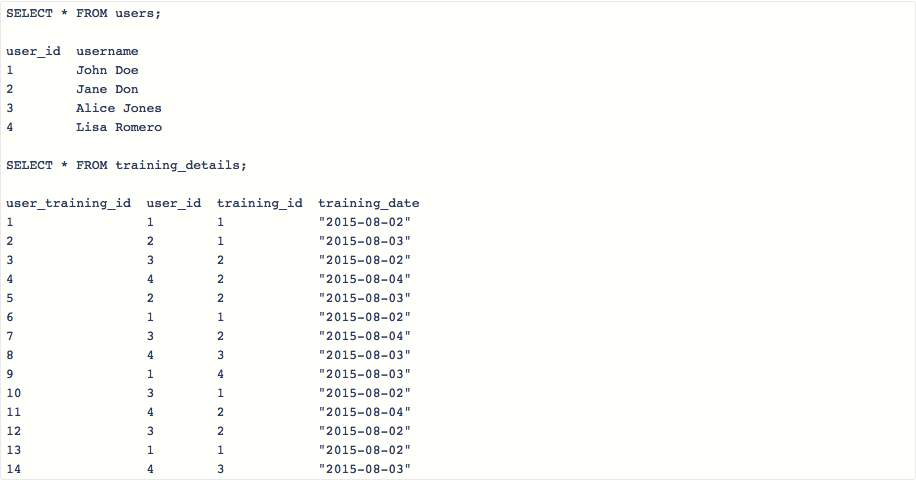 SELECT * FROM users;
user_id username
1 John Doe
2 Jane Don
3 Alice Jones
4 Lisa Romero
SELECT * FROM training_details;
user_training_id user_id training_id training_date
1 1 1 "2015-08-02"
2 2 1 "2015-08-03"
3 3 2 "2015-08-02"
4 4 2 "2015-08-04"
5 2 2 "2015-08-03"
6 1 1 "2015-08-02"
7 3 2 "2015-08-04"
8 4 3 "2015-08-03"
9 1 4 "2015-08-03"
10 3 1 "2015-08-02"
11 4 2 "2015-08-04"
12 3 2 "2015-08-02"
13 1 1 "2015-08-02"
14 4 3 "2015-08-03"